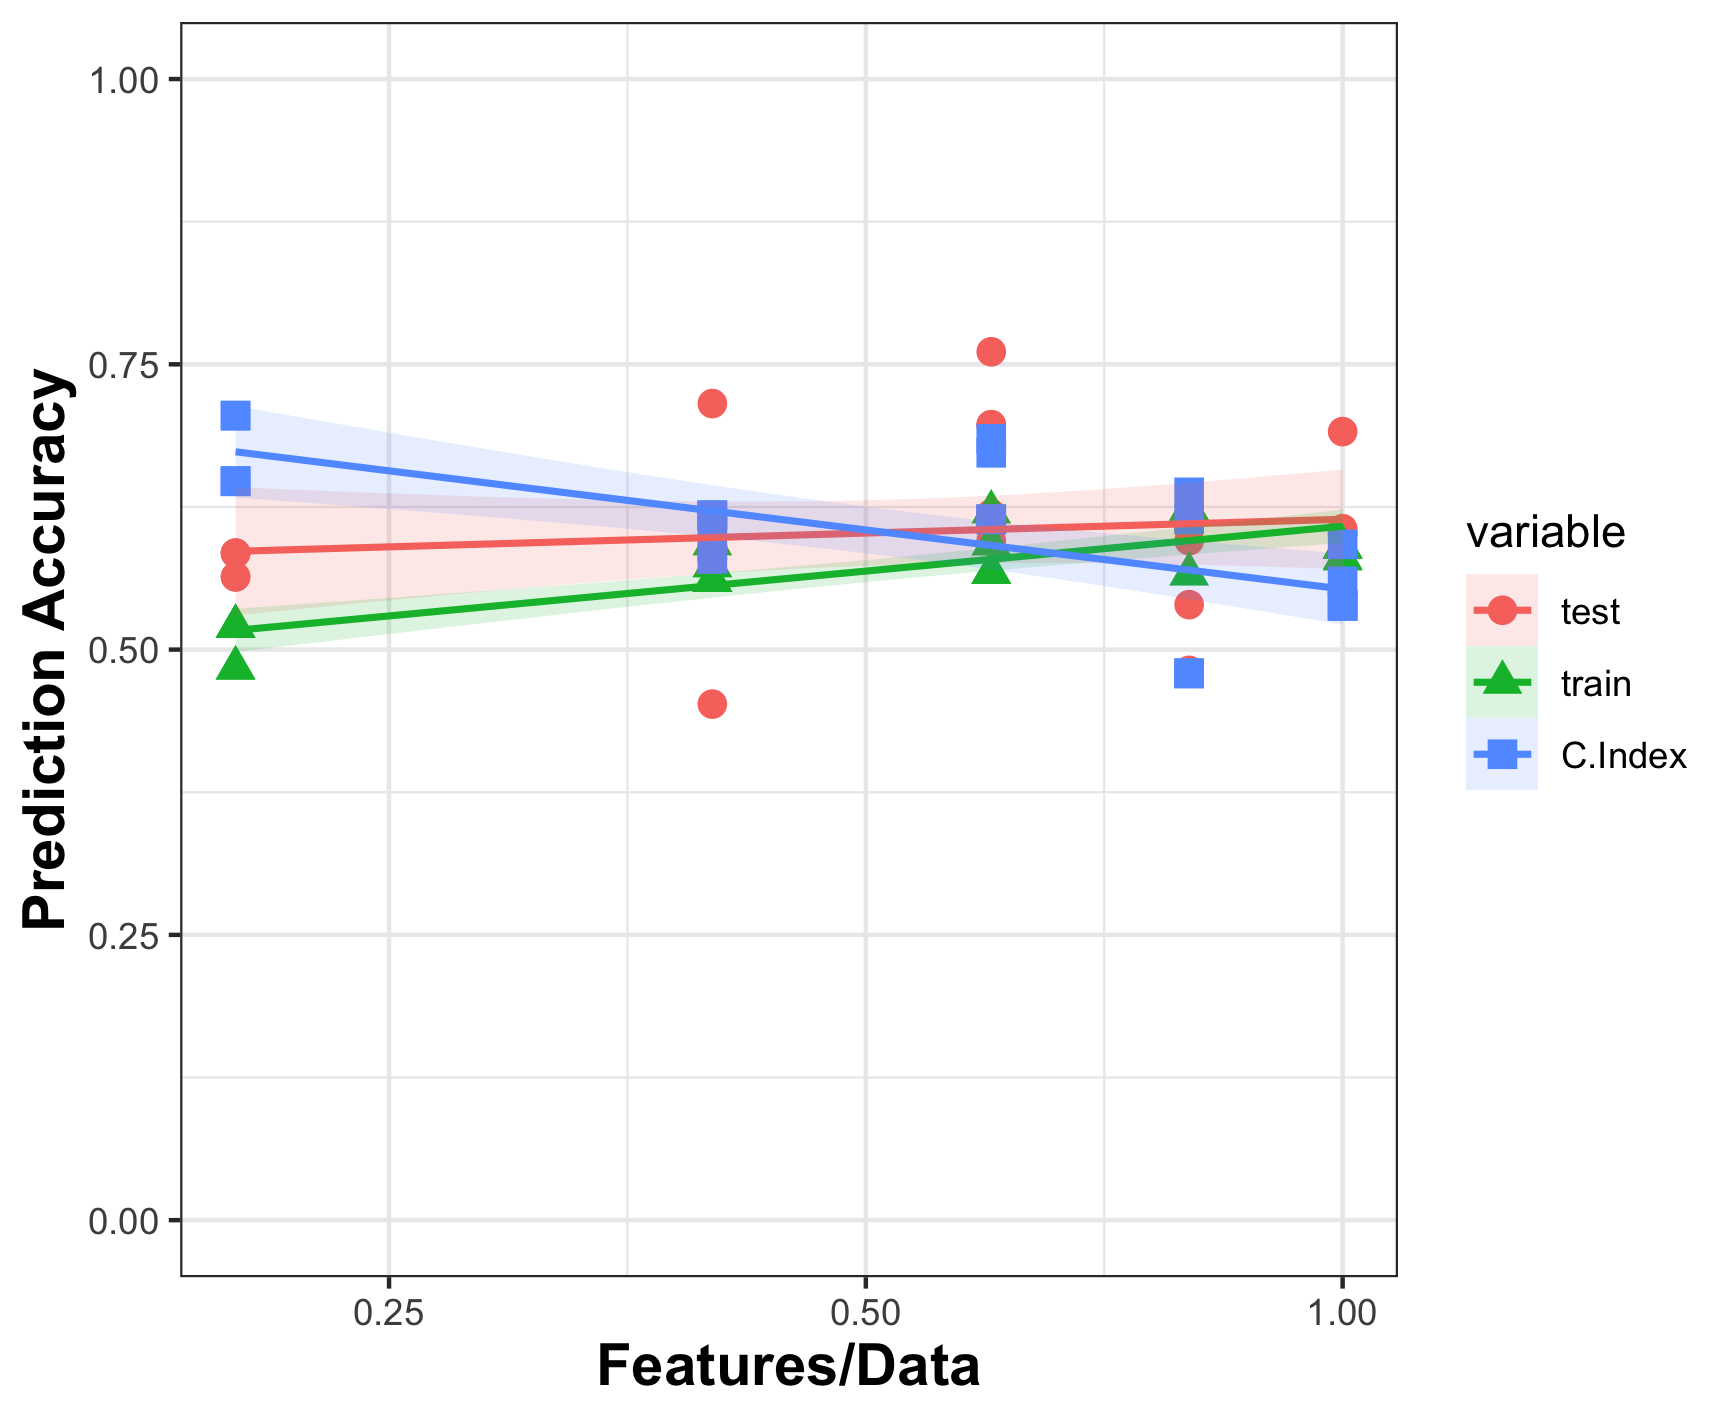 Prediction Accuracy
1.00
0.75
0.50
0.25
0.00
0.25
0.50
1.00
Features/Data
variable
test
train
C.Index